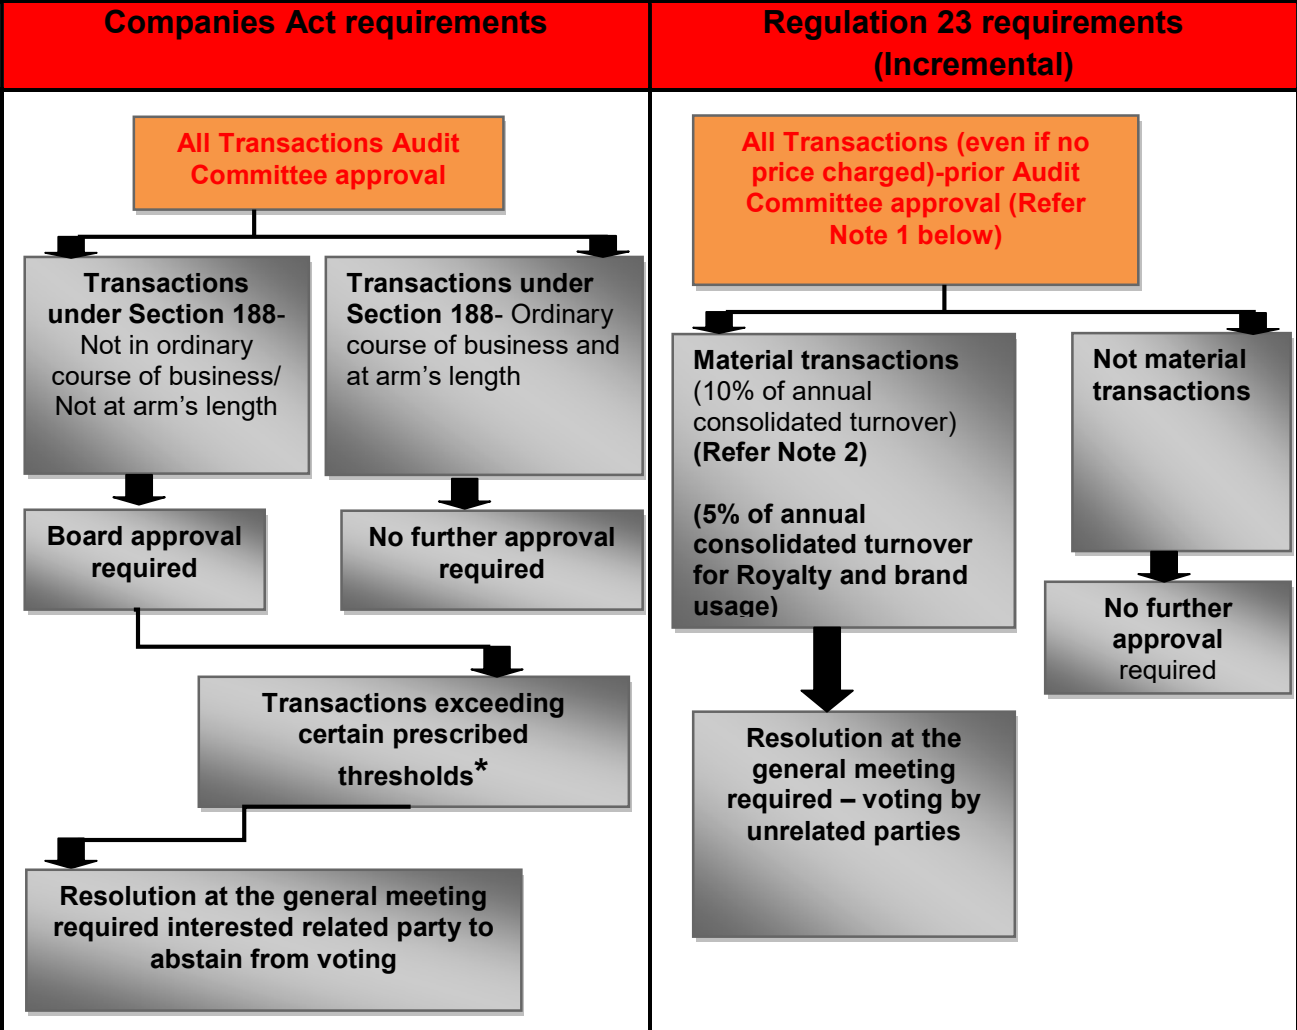 Companies Act requirements
Regulation 23 requirements
(Incremental)
All Transactions Audit
Committee approval
Transactions
under Section 188-
Not in ordinary
course of business/
Not at arm’s length
Transactions under
Section 188- Ordinary
course of business and
at arm’s length
Board approval
required
No further approval
required
Transactions exceeding
certain prescribed
thresholds*
Resolution at the general meeting
required interested related party to
abstain from voting
All Transactions (even if no
price charged)-prior Audit
Committee approval (Refer
Note 1 below)
Material transactions
(10% of annual
consolidated turnover)
(Refer Note 2)
(5% of annual
consolidated turnover
for Royalty and brand
usage)
Not material
transactions
No further
approval
required
Resolution at the
general meeting
required – voting by
unrelated parties